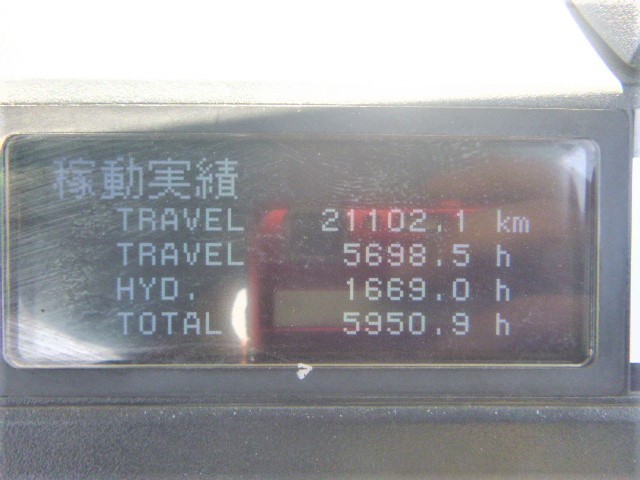 稼動実績
TRAVEL 21102.1 km
TRAVEL 5698.5 h
HYD. 1669.0 h
TOTAL 5950.9 h